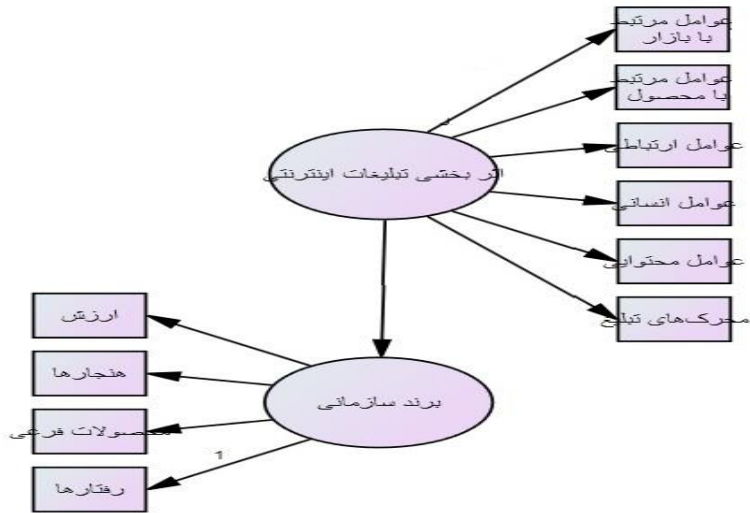 عوامل مرتبط
با بازار
عوامل مرتبط
با محصول
عوامل ارتباطی
اثر بخشی تبلیغات اینترنتی
عوامل انسانی
عوامل محتوایی
محرک‌های تبلیغ
ارزش
هنجارها
برند سازمانی
محصولات فرعی
1
رفتارها